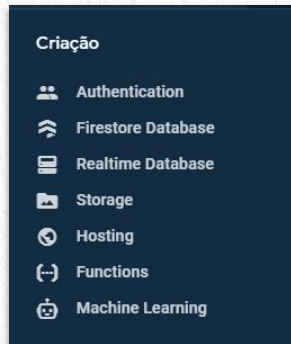 Criação
Authentication
Firestore Database
Realtime Database
Storage
Hosting
Functions
Machine Learning